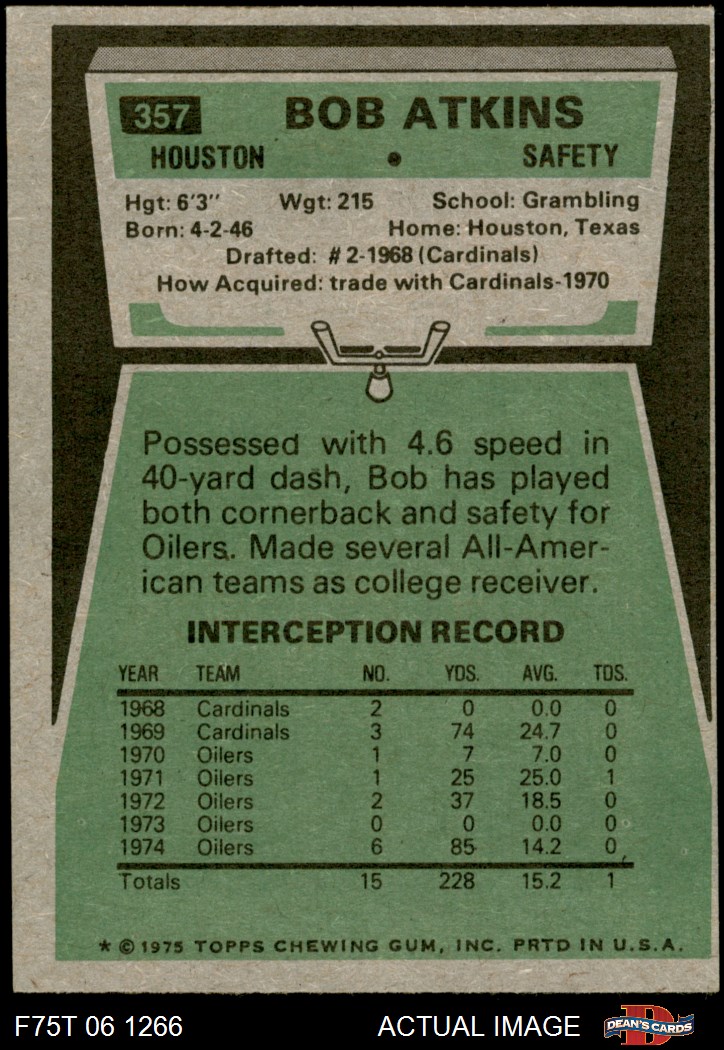 357 BOB ATKINS
HOUSTON • SAFETY
Hgt: 6'3" Wgt: 215 School: Grambling
Born: 4-2-46 Home: Houston, Texas
Drafted: #2-1968 (Cardinals)
How Acquired: trade with Cardinals-1970
Possessed with 4.6 speed in
40-yard dash, Bob has played
both cornerback and safety for
Oilers. Made several All-Amer-
ican teams as college receiver.
INTERCEPTION RECORD
YEAR TEAM NO. YDS. AVG. TDS.
1968 Cardinals 2 0 0.0 0
1969 Cardinals 3 74 24.7 0
1970 Oilers 1 7 7.0 0
1971 Oilers 1 25 25.0 1
1972 Oilers 2 37 18.5 0
1973 Oilers 0 0 0.0 0
1974 Oilers 6 85 14.2 0
Totals 15 228 15.2 1
* © 1975 TOPPS CHEWING GUM, INC. PRTD IN U.S.A.
F75T 06 1266 ACTUAL IMAGE D DEAN'S CARDS